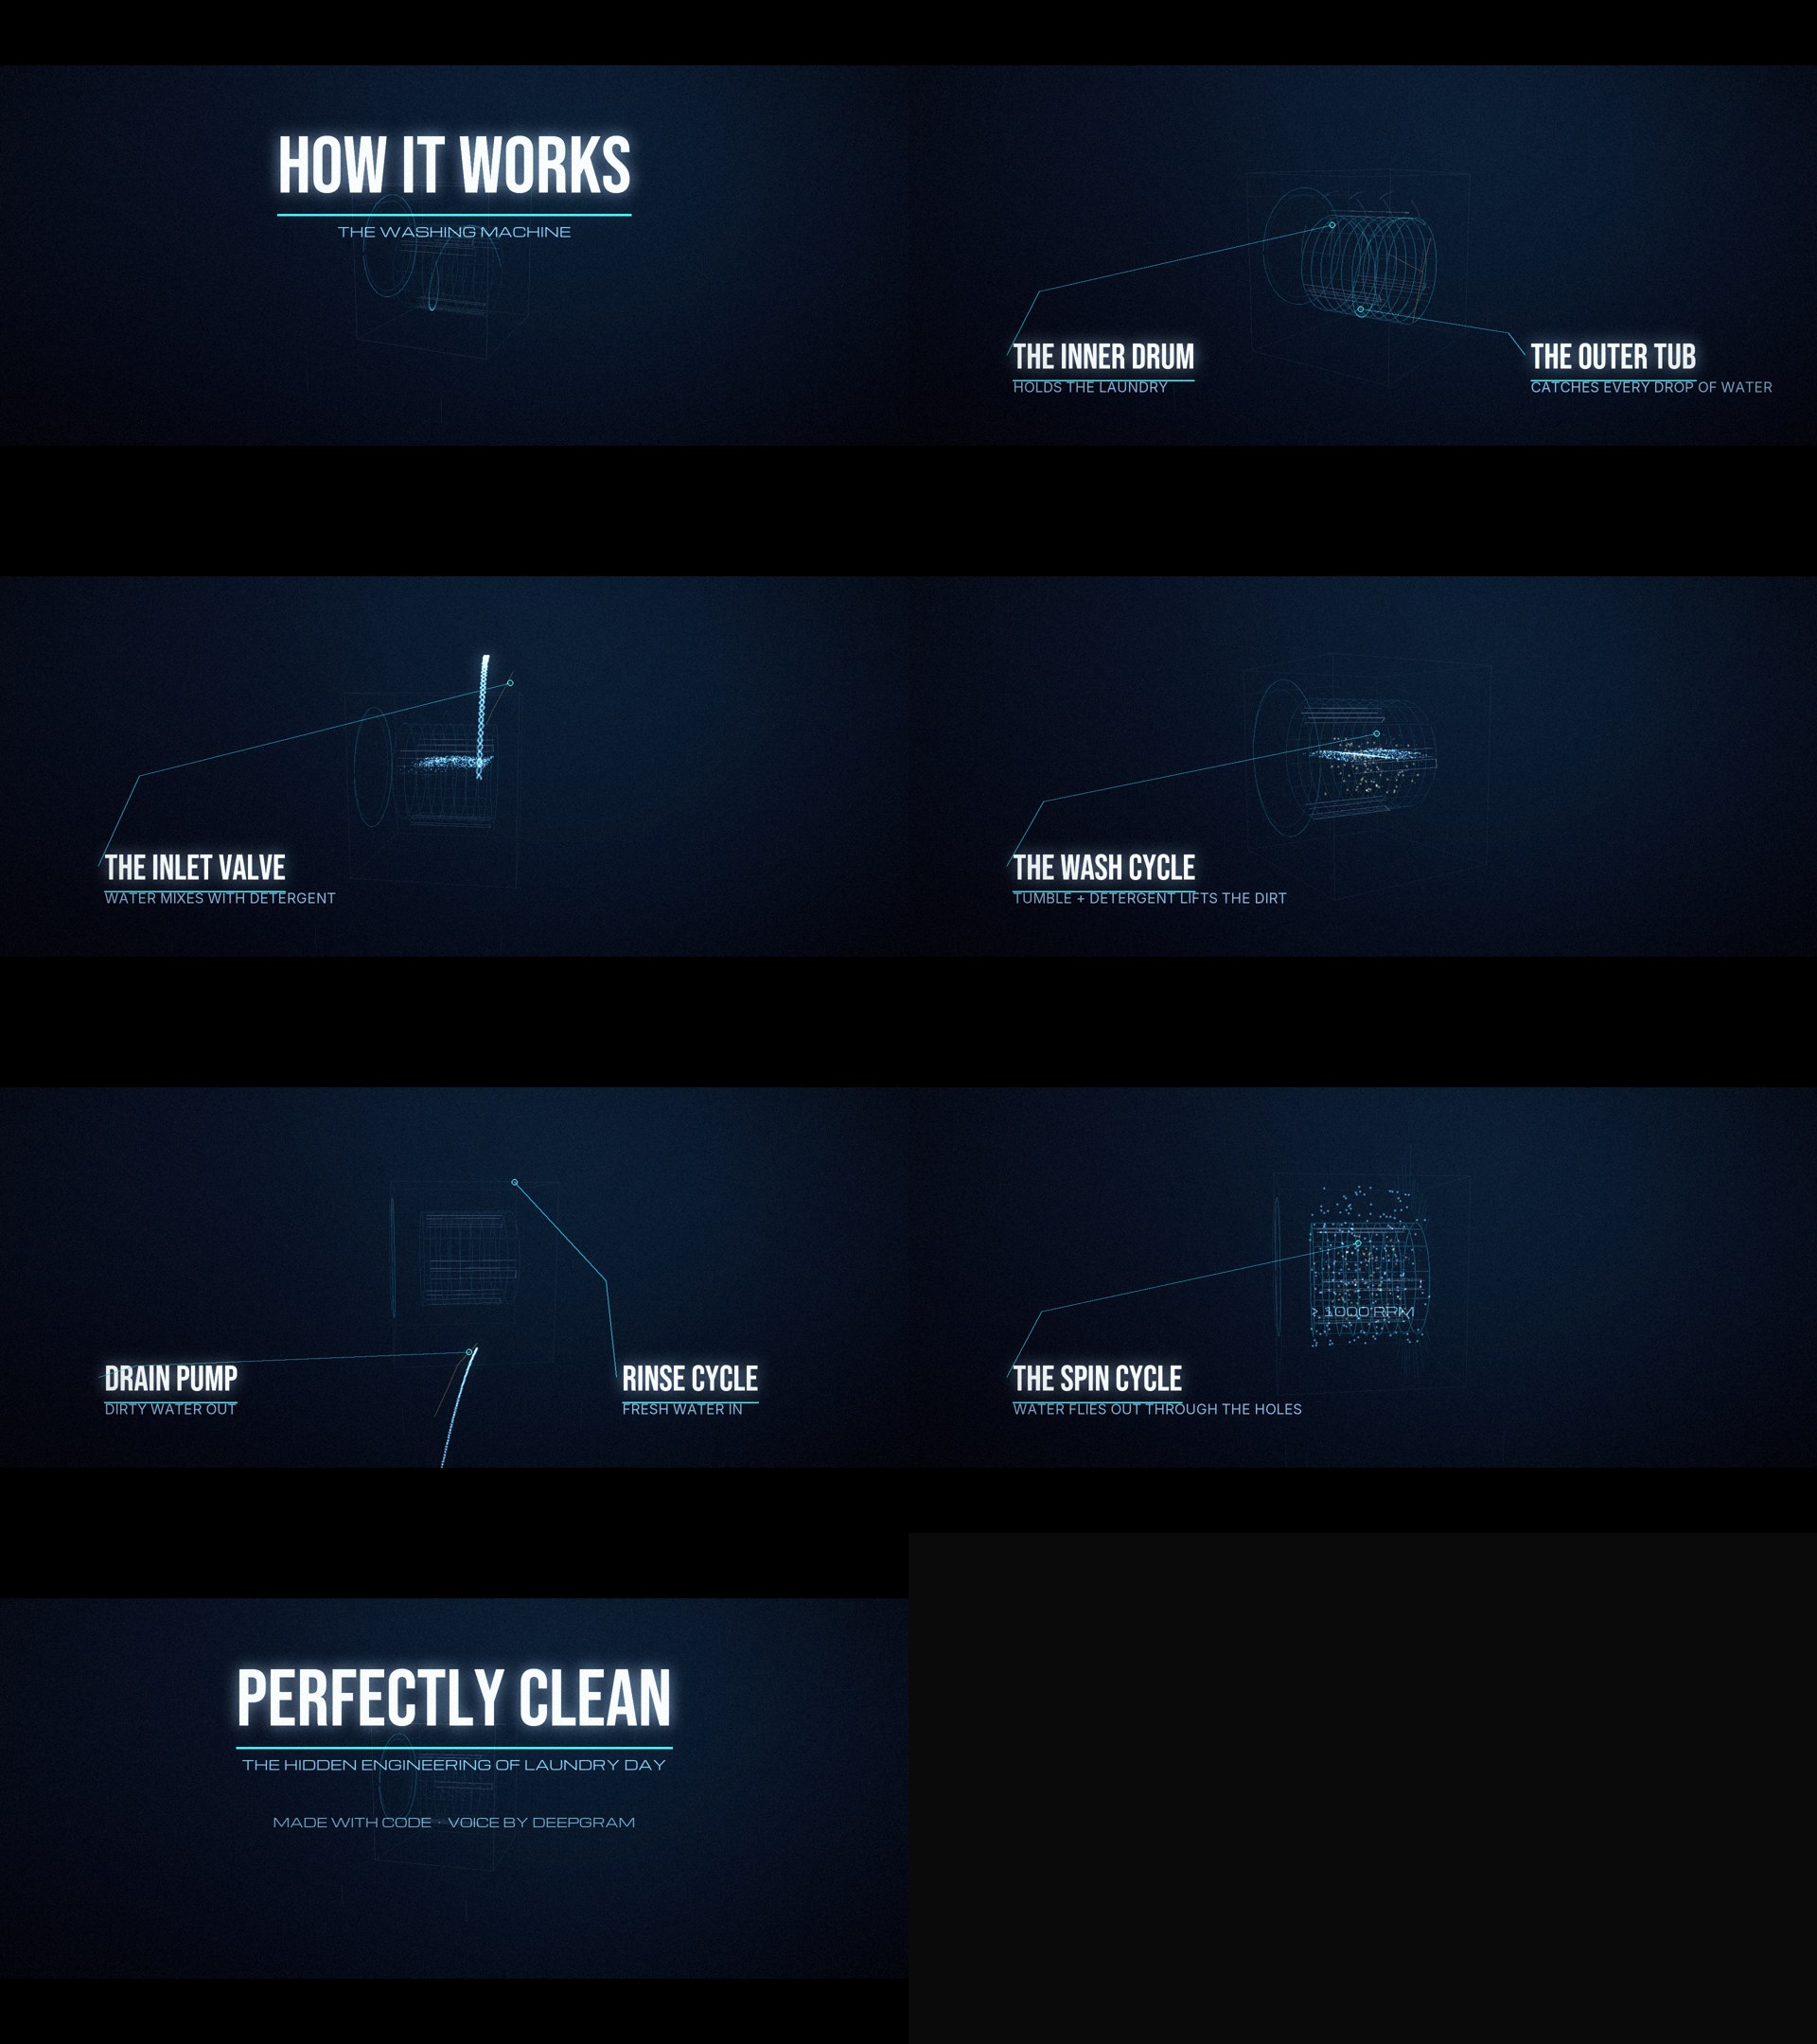 HOW IT WORKS
THE WASHING MACHINE
THE INNER DRUM
HOLDS THE LAUNDRY
THE OUTER TUB
CATCHES EVERY DROP OF WATER
THE INLET VALVE
WATER MIXES WITH DETERGENT
THE WASH CYCLE
TUMBLE + DETERGENT LIFTS THE DIRT
DRAIN PUMP
DIRTY WATER OUT
RINSE CYCLE
FRESH WATER IN
> 1000 RPM
THE SPIN CYCLE
WATER FLIES OUT THROUGH THE HOLES
PERFECTLY CLEAN
THE HIDDEN ENGINEERING OF LAUNDRY DAY
MADE WITH CODE · VOICE BY DEEPGRAM